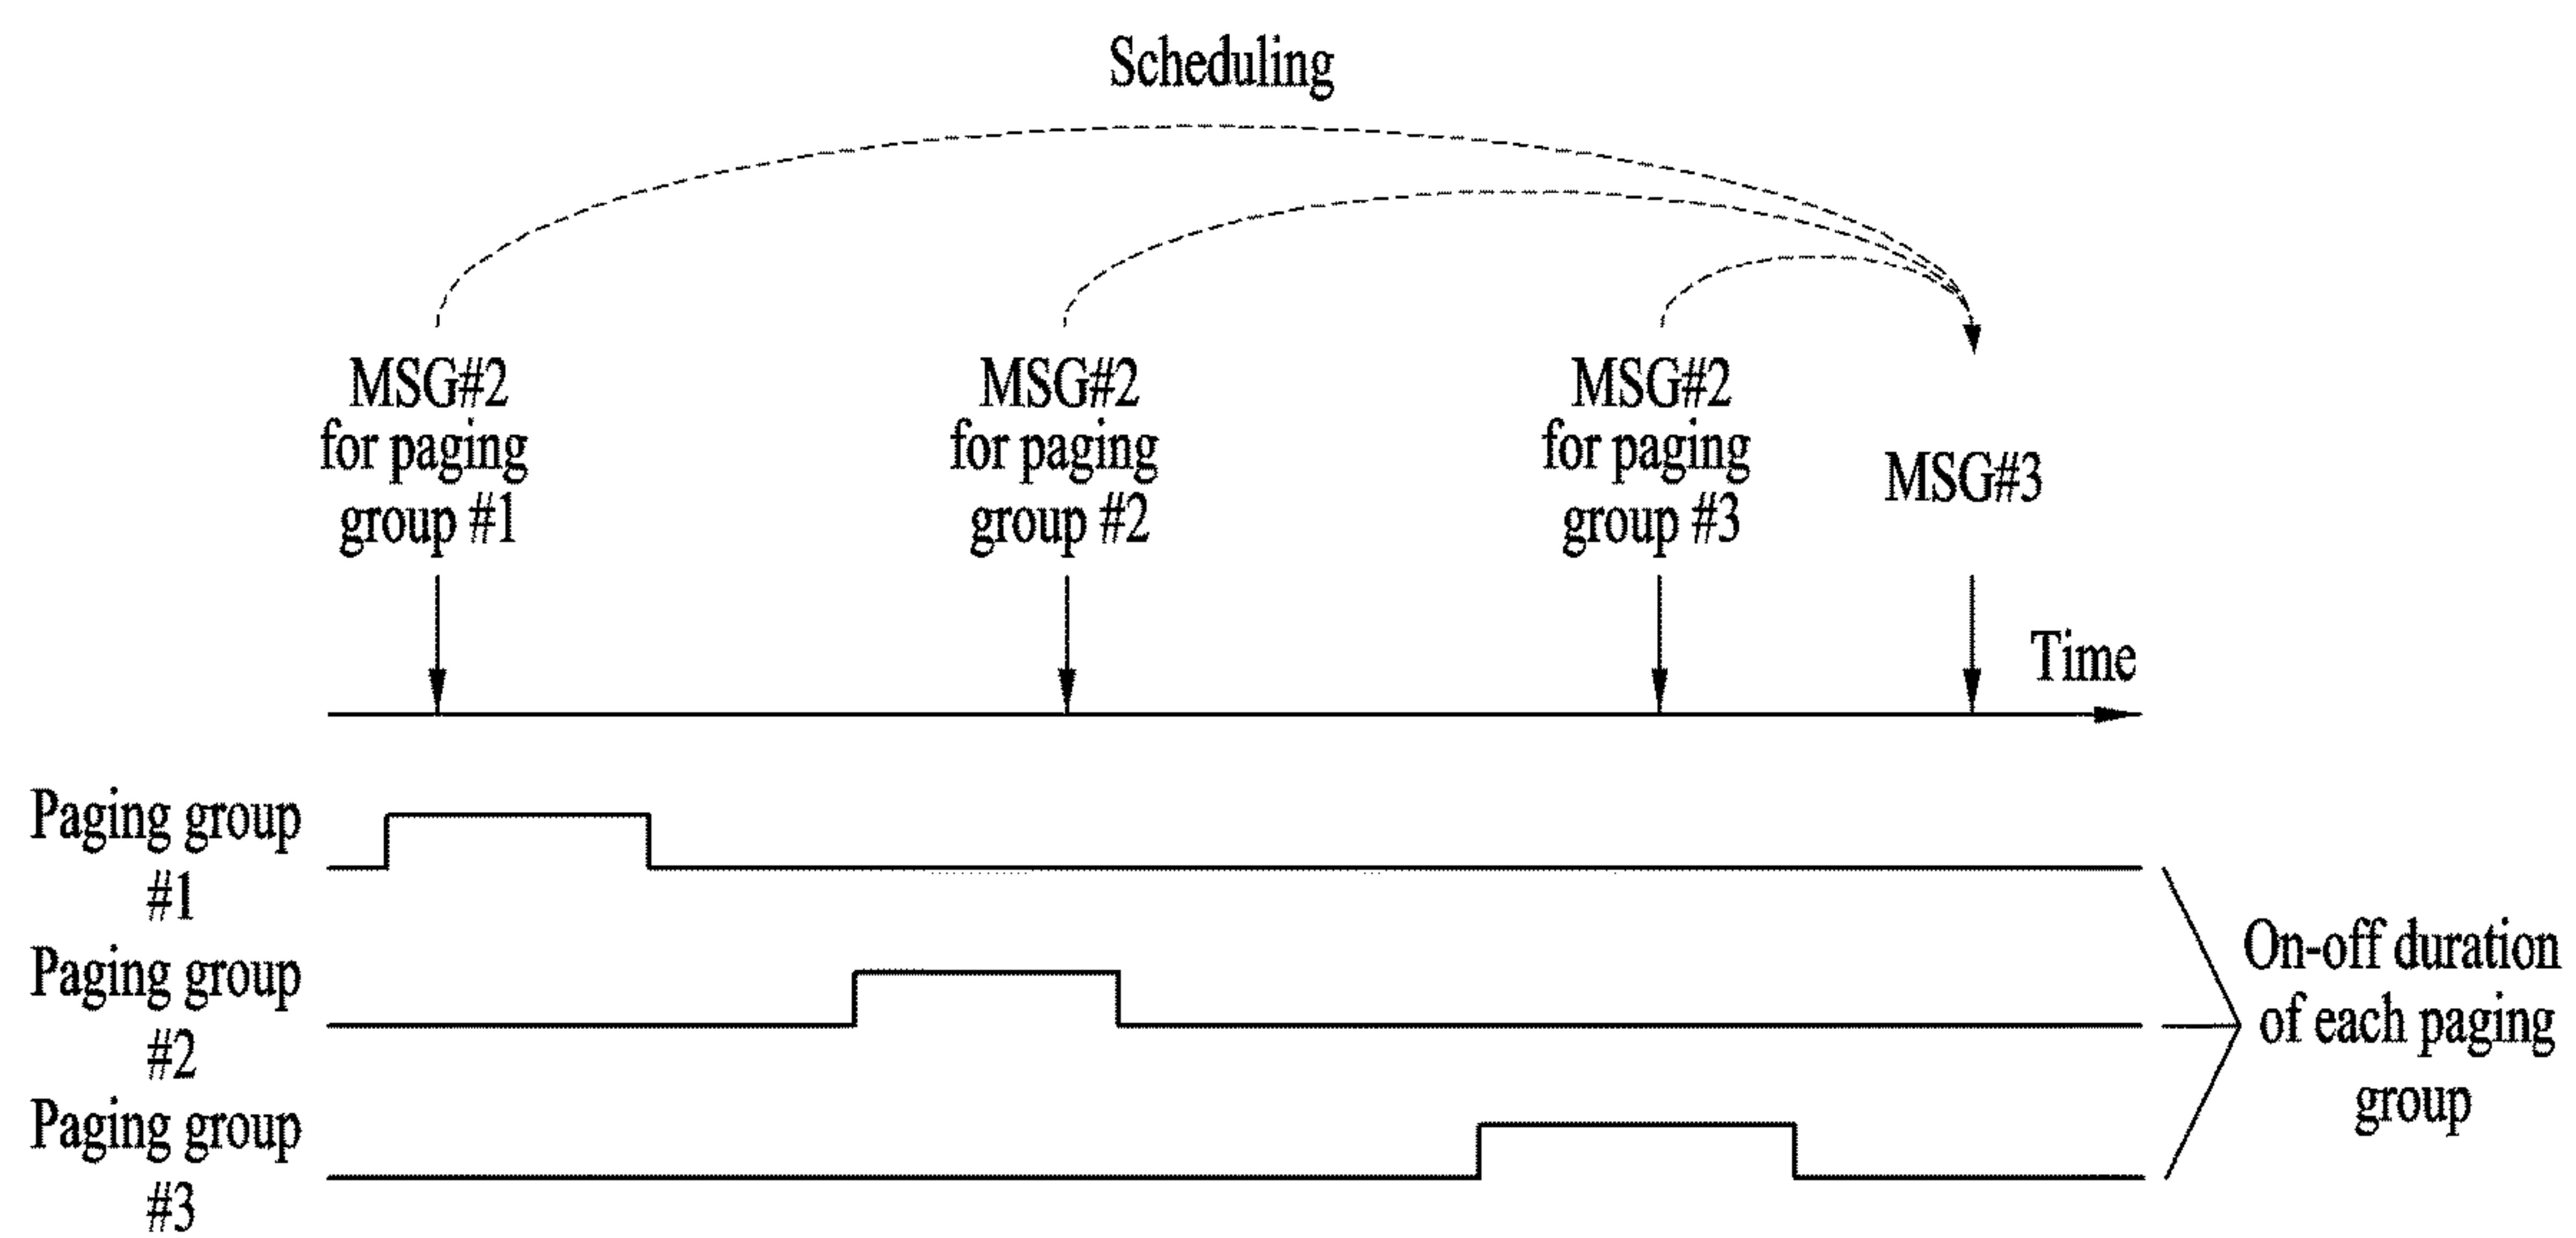 Scheduling
MSG#2
for paging
group #1
MSG#2
for paging
group #2
MSG#2
for paging
group #3
MSG#3
Time
Paging group
#1
Paging group
#2
Paging group
#3
On-off duration
of each paging
group